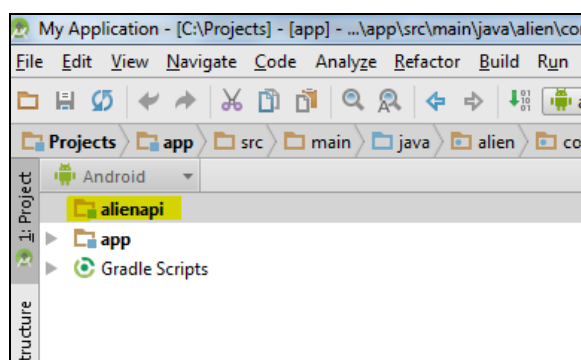 My Application - [C:\Projects] - [app] - ...\app\src\main\java\alien\co
File Edit View Navigate Code Analyze Refactor Build Run
Projects app src main java alien co
1: Project
Android
alienapi
app
Gradle Scripts
tructure